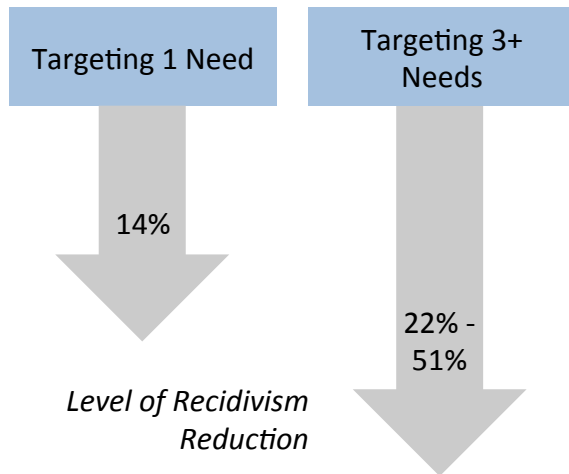 Targeting 1 Need
Targeting 3+
Needs
14%
22% -
51%
Level of Recidivism
Reduction